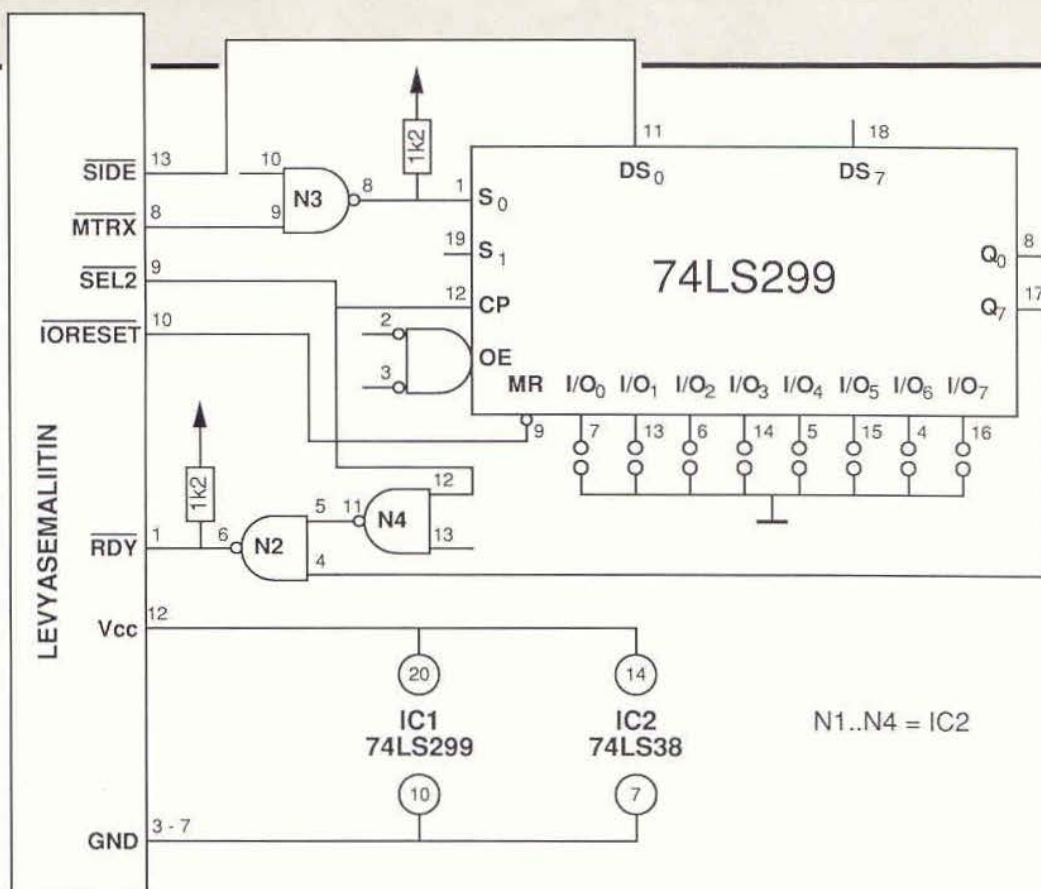 11
18
DS0
DS7
SIDE
13
10
N3
8
1k2
1
S0
MTRX
8
9
19
S1
74LS299
Q0
8
SEL2
9
12
CP
Q7
17
IORESET
10
2
OE
3
MR I/O0 I/O1 I/O2 I/O3 I/O4 I/O5 I/O6 I/O7
9 7 13 6 14 5 15 4 16
LEVYASEMALIITIN
1k2
12
11
N4
13
5
RDY
1
6
N2
4
Vcc
12
20
14
IC1
74LS299
IC2
74LS38
N1..N4 = IC2
10
7
GND
3 - 7